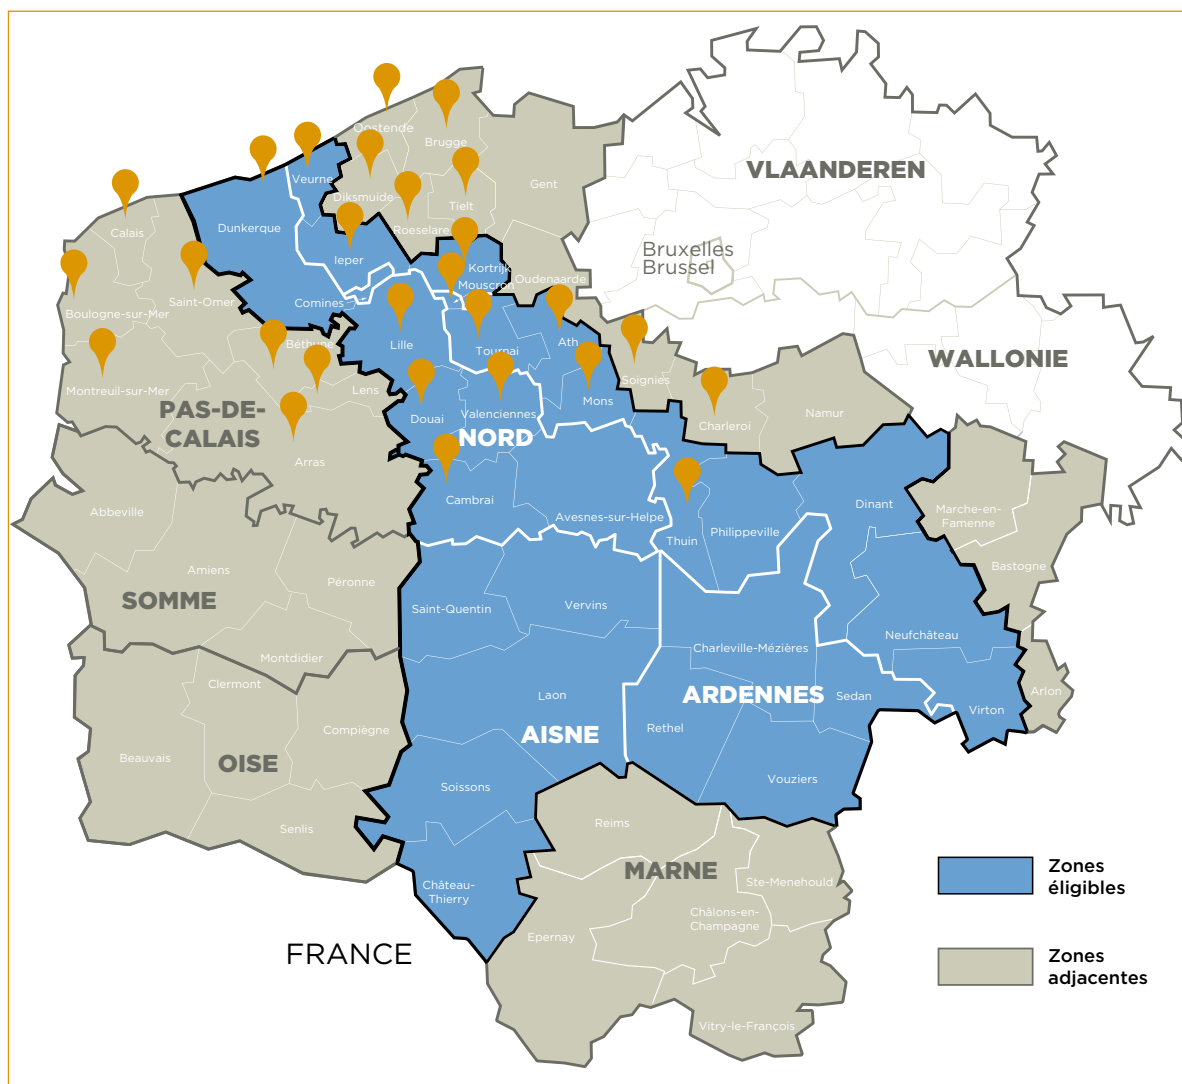 Oostende
Brugge
VLAANDEREN
Veurne
Diksmuide
Tielt
Gent
Calais
Dunkerque
Roeselare
Bruxelles
Brussel
Ieper
Kortrijk
Oudenaarde
Mouscron
Saint-Omer
Comines
Boulogne-sur-Mer
Béthune
Lille
Tournai
Ath
WALLONIE
Soignies
Montreuil-sur-Mer
Lens
Mons
PAS-DE-
CALAIS
Douai
Valenciennes
NORD
Charleroi
Namur
Arras
Cambrai
Avesnes-sur-Helpe
Abbeville
Thuin
Philippeville
Dinant
Marche-en-
Famenne
Bastogne
Amiens
Péronne
SOMME
Saint-Quentin
Vervins
Neufchâteau
Charleville-Mézières
Montdidier
Clermont
Laon
ARDENNES
Sedan
Arlon
Virton
Compiègne
Rethel
AISNE
Beauvais
OISE
Soissons
Vouziers
Senlis
Reims
MARNE
Ste-Menehould
Château-
Thierry
Châlons-en-
Champagne
Epernay
FRANCE
Vitry-le-François
Zones
éligibles
Zones
adjacentes